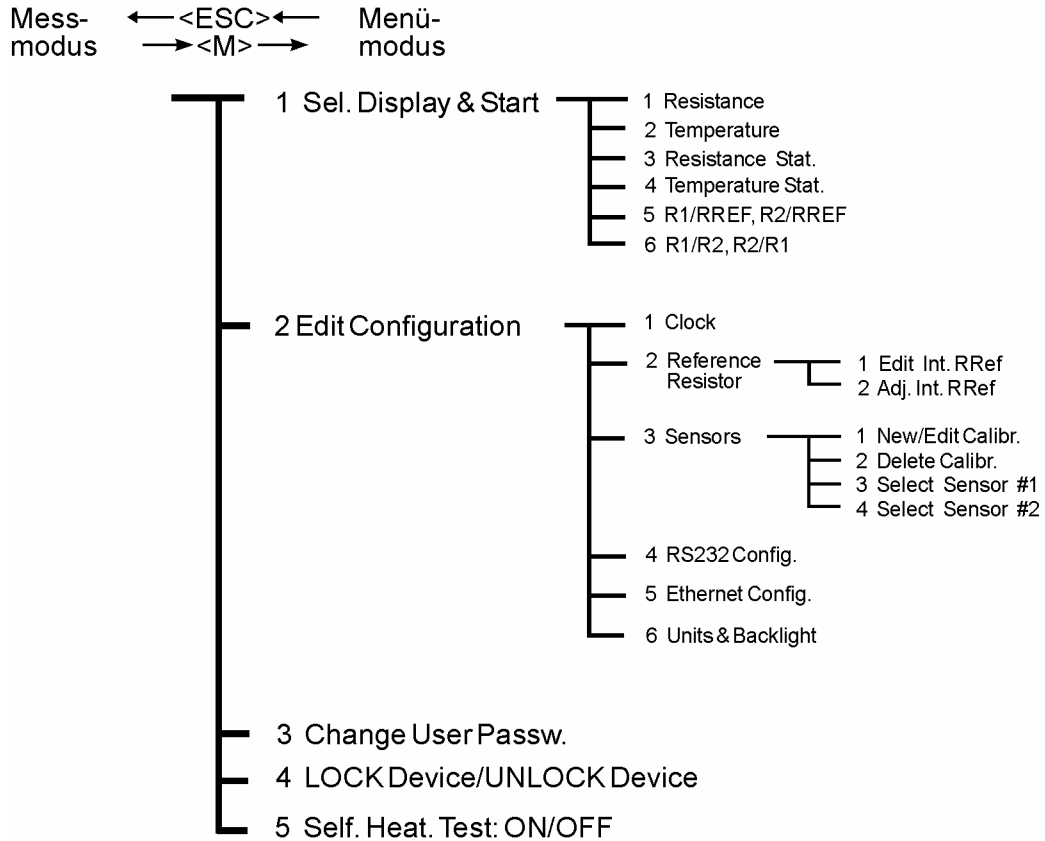 Mess- <ESC> Menü-
modus <M> modus
1 Sel. Display & Start
1 Resistance
2 Temperature
3 Resistance Stat.
4 Temperature Stat.
5 R1/RREF, R2/RREF
6 R1/R2, R2/R1
2 Edit Configuration
1 Clock
2 Reference
Resistor
1 Edit Int. RRef
2 Adj. Int. RRef
3 Sensors
1 New/Edit Calibr.
2 Delete Calibr.
3 Select Sensor #1
4 Select Sensor #2
4 RS232 Config.
5 Ethernet Config.
6 Units & Backlight
3 Change User Passw.
4 LOCK Device/UNLOCK Device
5 Self. Heat. Test: ON/OFF